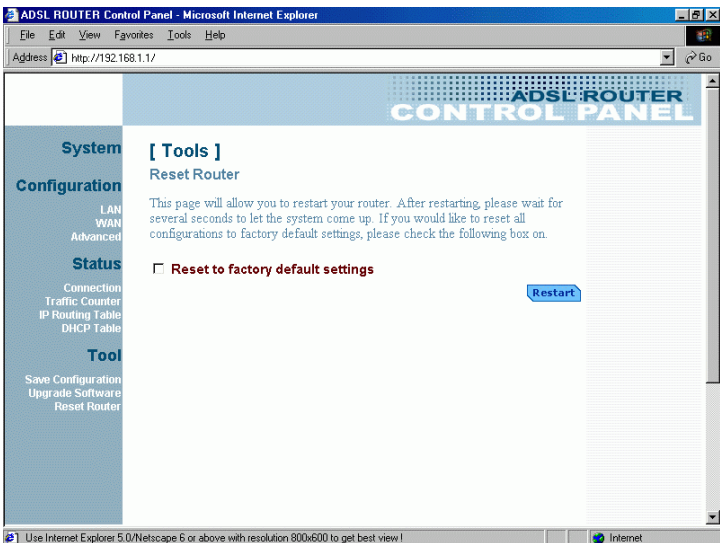 ADSL ROUTER Control Panel - Microsoft Internet Explorer
File Edit View Favorites Tools Help
Address http://192.168.1.1/ Go
ADSL ROUTER
CONTROL PANEL
System
Configuration
LAN
WAN
Advanced
Status
Connection
Traffic Counter
IP Routing Table
DHCP Table
Tool
Save Configuration
Upgrade Software
Reset Router
[ Tools ]
Reset Router
This page will allow you to restart your router. After restarting, please wait for
several seconds to let the system come up. If you would like to reset all
configurations to factory default settings, please check the following box on.
Reset to factory default settings
Restart
Use Internet Explorer 5.0/Netscape 6 or above with resolution 800x600 to get best view !
Internet